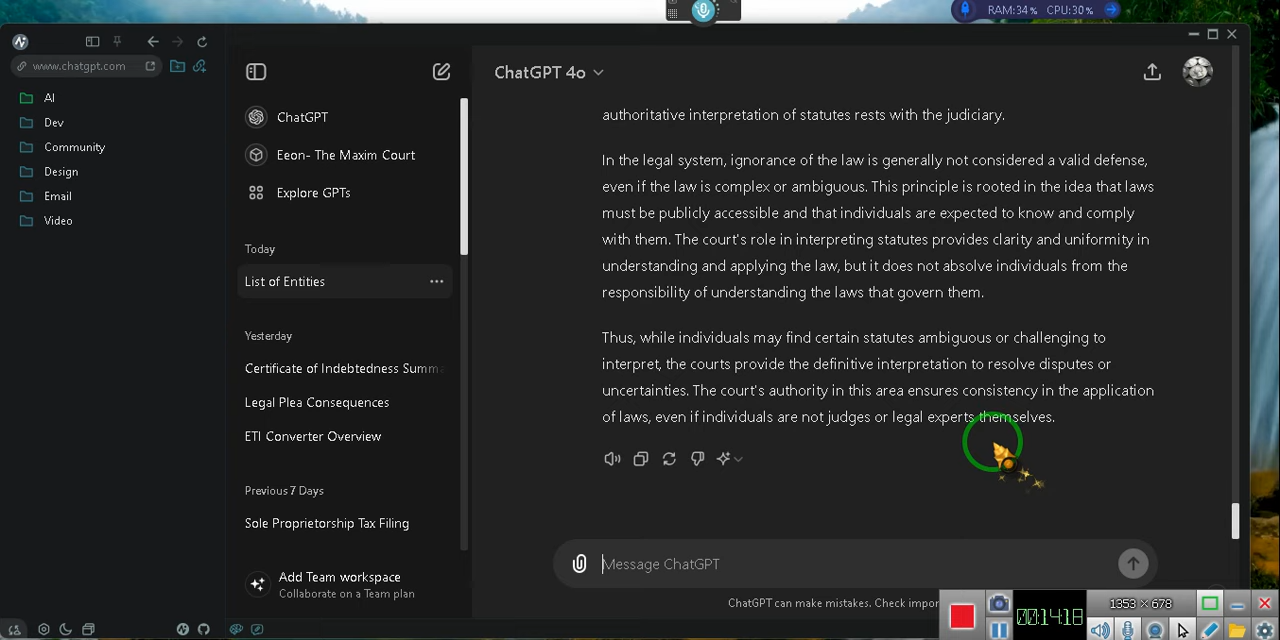 RAM:34% CPU:30%
www.chatgpt.com
AI
Dev
Community
Design
Email
Video
ChatGPT
Eeon- The Maxim Court
Explore GPTs
Today
List of Entities
Yesterday
Certificate of Indebtedness Summa
Legal Plea Consequences
ETI Converter Overview
Previous 7 Days
Sole Proprietorship Tax Filing
Add Team workspace
Collaborate on a Team plan
ChatGPT 4o
authoritative interpretation of statutes rests with the judiciary.
In the legal system, ignorance of the law is generally not considered a valid defense,
even if the law is complex or ambiguous. This principle is rooted in the idea that laws
must be publicly accessible and that individuals are expected to know and comply
with them. The court's role in interpreting statutes provides clarity and uniformity in
understanding and applying the law, but it does not absolve individuals from the
responsibility of understanding the laws that govern them.
Thus, while individuals may find certain statutes ambiguous or challenging to
interpret, the courts provide the definitive interpretation to resolve disputes or
uncertainties. The court's authority in this area ensures consistency in the application
of laws, even if individuals are not judges or legal experts themselves.
Message ChatGPT
ChatGPT can make mistakes. Check impor
00:14:18
1353 × 678